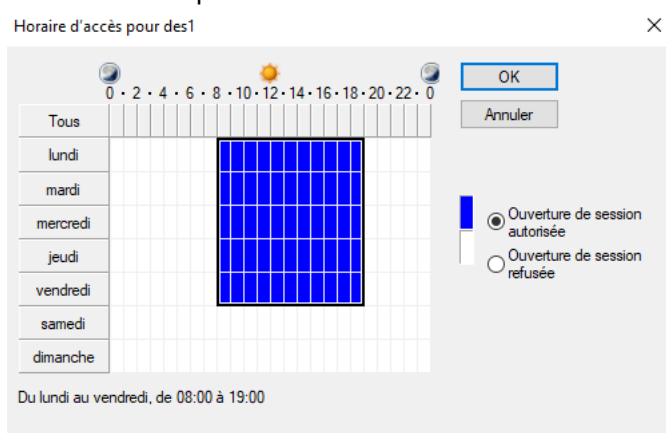 Horaire d'accès pour des1
0 · 2 · 4 · 6 · 8 · 10 · 12 · 14 · 16 · 18 · 20 · 22 · 0
OK
Annuler
Tous
lundi
mardi
mercredi
jeudi
vendredi
samedi
dimanche
Ouverture de session
autorisée
Ouverture de session
refusée
Du lundi au vendredi, de 08:00 à 19:00